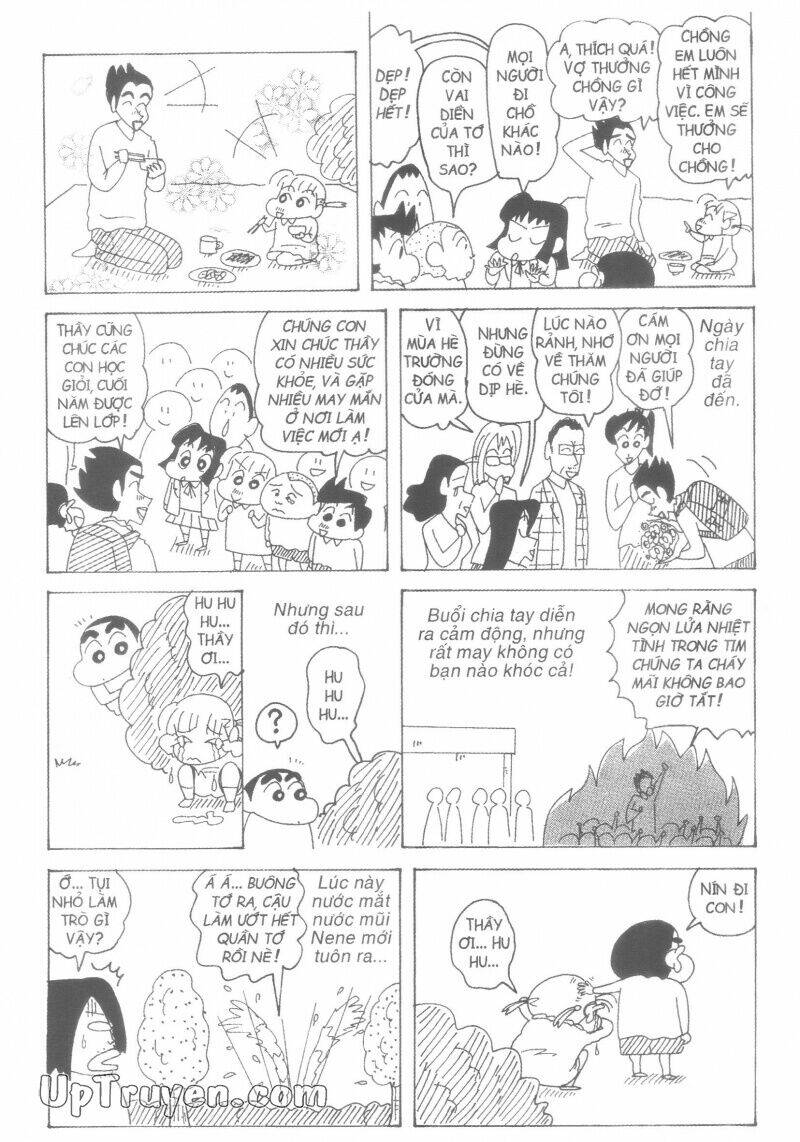 CHỒNG
EM LUÔN
HẾT MÌNH
VÌ CÔNG
VIỆC. EM SẼ
THƯỞNG
CHO
CHỒNG!
A, THÍCH QUÁ!
VỢ THƯỞNG
CHỒNG GÌ
VẬY?
MỌI
NGƯỜI
ĐI
CHỖ
KHÁC
NÀO!
CÒN
VAI
DIỄN
CỦA TỚ
THÌ
SAO?
DẸP!
DẸP
HẾT!
Ngày
chia
tay
đã
đến.
CÁM
ƠN MỌI
NGƯỜI
ĐÃ GIÚP
ĐỠ!
LÚC NÀO
RẢNH, NHỚ
VỀ THĂM
CHÚNG
TÔI!
NHƯNG
ĐỪNG
CÓ VỀ
DỊP HÈ.
VÌ
MÙA HÈ
TRƯỜNG
ĐÓNG
CỬA MÀ.
CHÚNG CON
XIN CHÚC THẦY
CÓ NHIỀU SỨC
KHỎE, VÀ GẶP
NHIỀU MAY MẮN
Ở NƠI LÀM
VIỆC MỚI Ạ!
THẦY CŨNG
CHÚC CÁC
CON HỌC
GIỎI, CUỐI
NĂM ĐƯỢC
LÊN LỚP!
MONG RẰNG
NGỌN LỬA NHIỆT
TÌNH TRONG TIM
CHÚNG TA CHÁY
MÃI KHÔNG BAO
GIỜ TẮT!
Buổi chia tay diễn
ra cảm động, nhưng
rất may không có
bạn nào khóc cả!
Nhưng sau
đó thì...
HU
HU
HU...
?
HU HU
HU...
THẦY
ƠI...
NÍN ĐI
CON!
THẦY
ƠI... HU
HU...
Lúc này
nước mắt
nước mũi
Nene mới
tuôn ra...
Á Á... BUÔNG
TỚ RA, CẬU
LÀM ƯỚT HẾT
QUẦN TỚ
RỒI NÈ!
Ớ... TỤI
NHỎ LÀM
TRÒ GÌ
VẬY?
UpTruyen.com